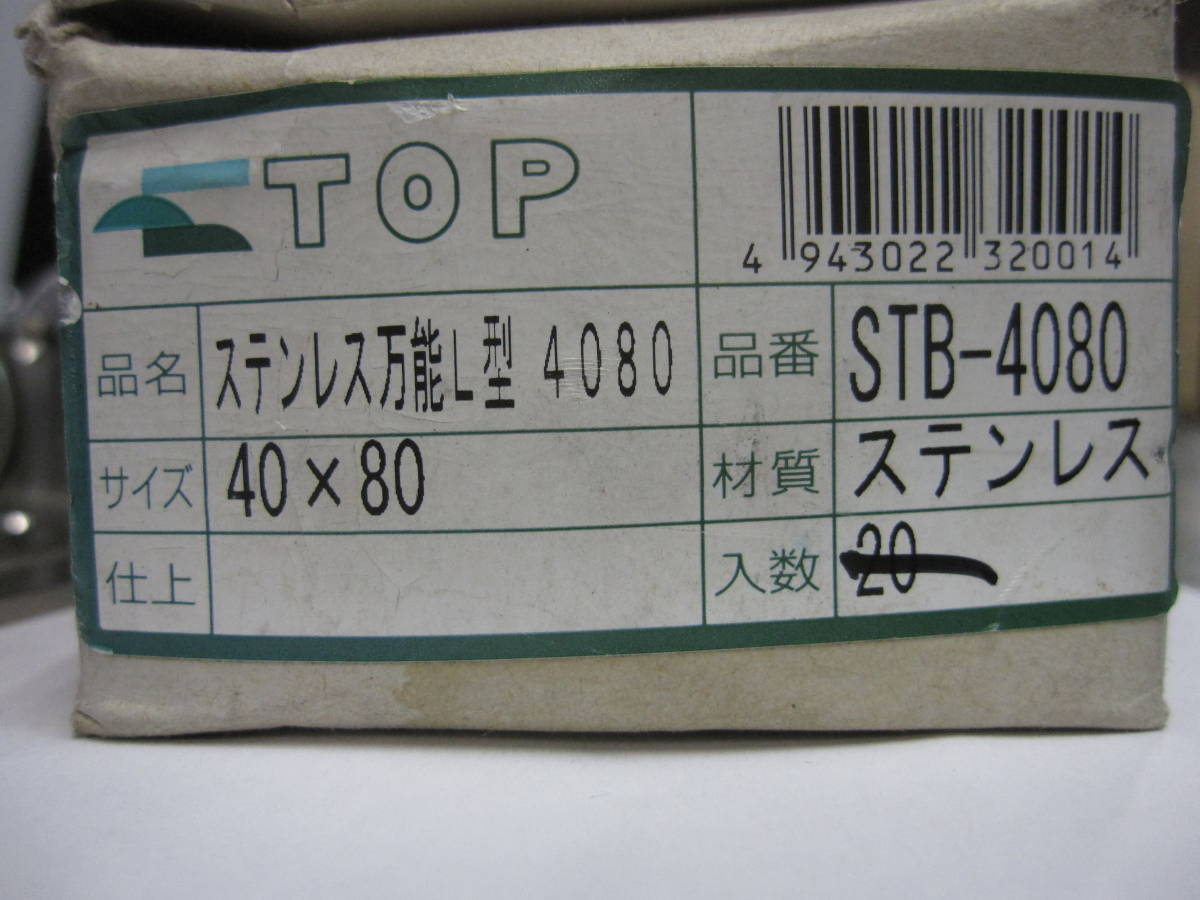 TOP
4 943022 320014
品名 ステンレス万能L型 4080
品番 STB-4080
サイズ 40×80
材質 ステンレス
仕上
入数 20